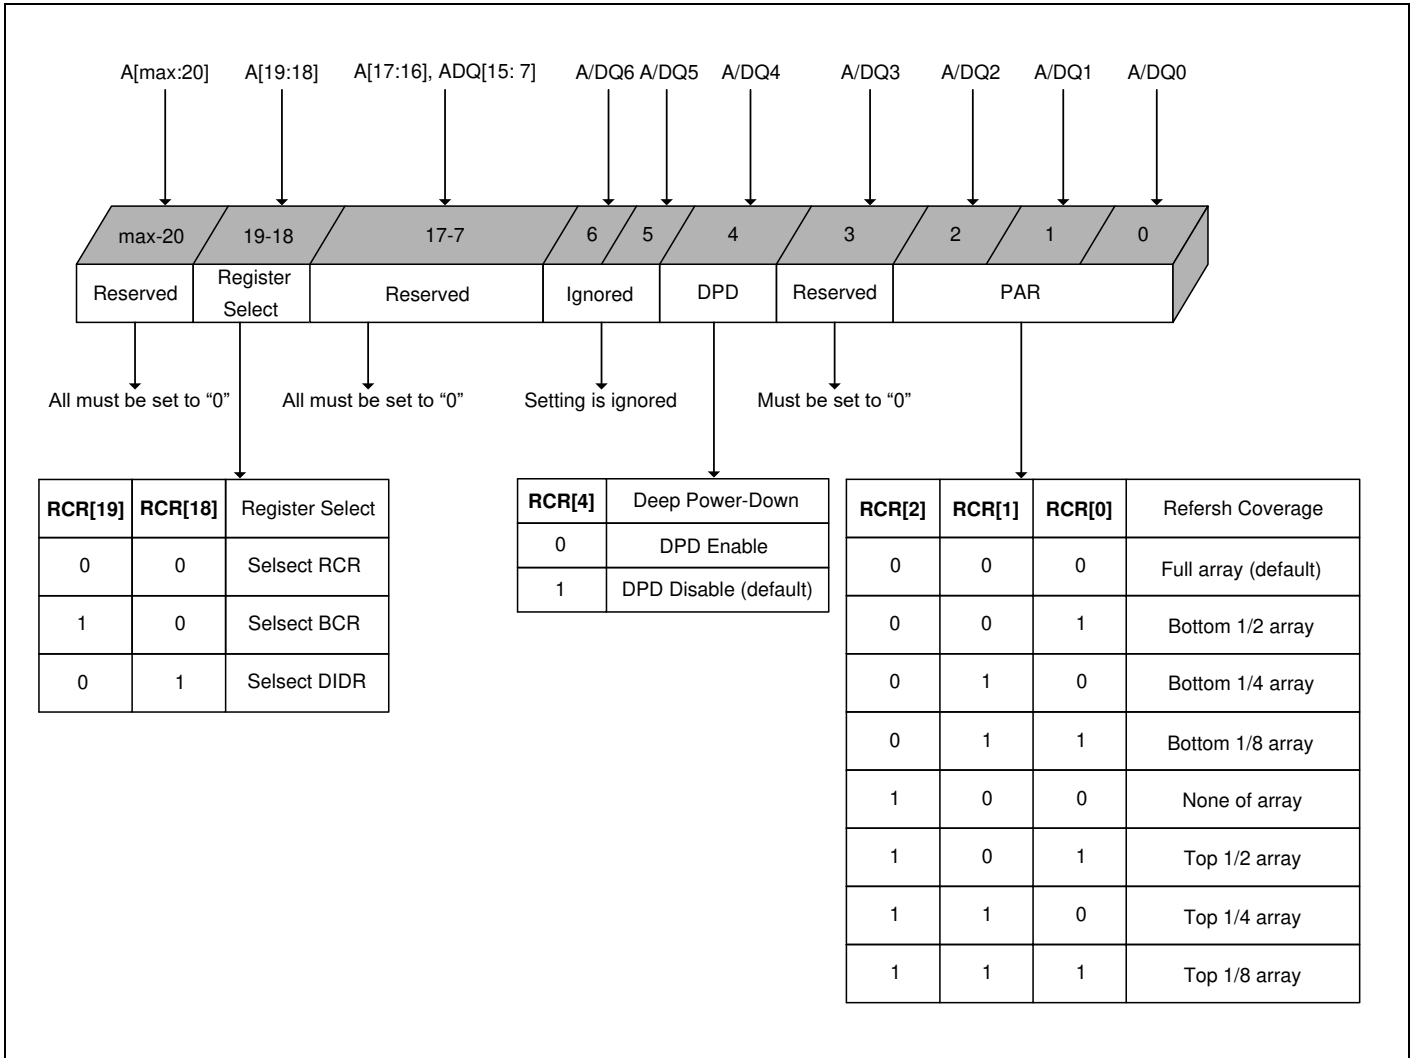 A[max:20] A[19:18] A[17:16], ADQ[15: 7] A/DQ6 A/DQ5 A/DQ4 A/DQ3 A/DQ2 A/DQ1 A/DQ0
max-20 19-18 17-7 6 5 4 3 2 1 0
Reserved Register Select Reserved Ignored DPD Reserved PAR
All must be set to “0” All must be set to “0” Setting is ignored Must be set to “0”
RCR[19] RCR[18] Register Select
0 0 Selsect RCR
1 0 Selsect BCR
0 1 Selsect DIDR
RCR[4] Deep Power-Down
0 DPD Enable
1 DPD Disable (default)
RCR[2] RCR[1] RCR[0] Refersh Coverage
0 0 0 Full array (default)
0 0 1 Bottom 1/2 array
0 1 0 Bottom 1/4 array
0 1 1 Bottom 1/8 array
1 0 0 None of array
1 0 1 Top 1/2 array
1 1 0 Top 1/4 array
1 1 1 Top 1/8 array